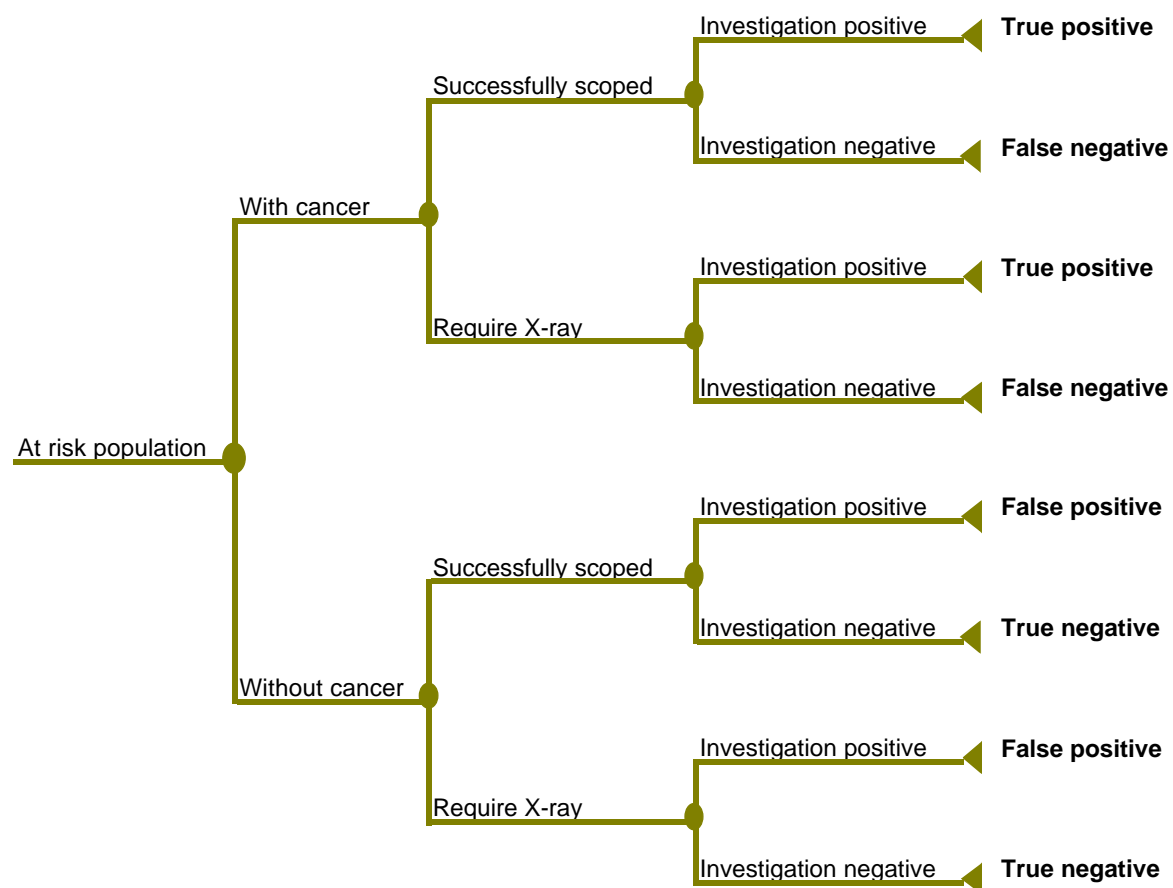 Investigation positive True positive
Successfully scoped
Investigation negative False negative
With cancer
Investigation positive True positive
Require X-ray
Investigation negative False negative
At risk population
Investigation positive False positive
Successfully scoped
Investigation negative True negative
Without cancer
Investigation positive False positive
Require X-ray
Investigation negative True negative